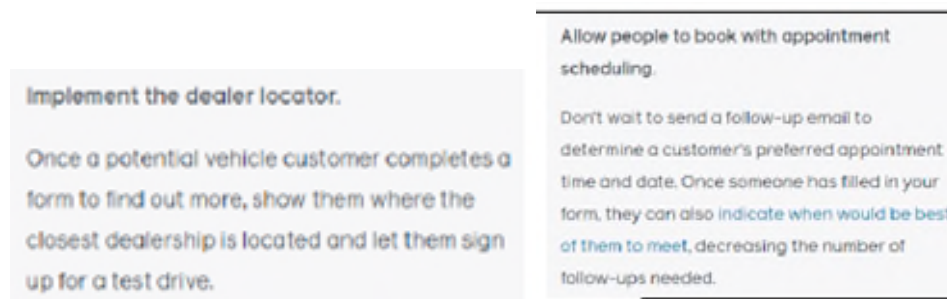 Implement the dealer locator.
Once a potential vehicle customer completes a
form to find out more, show them where the
closest dealership is located and let them sign
up for a test drive.
Allow people to book with appointment
scheduling.
Don't wait to send a follow-up email to
determine a customer's preferred appointment
time and date. Once someone has filled in your
form, they can also indicate when would be best
of them to meet, decreasing the number of
follow-ups needed.